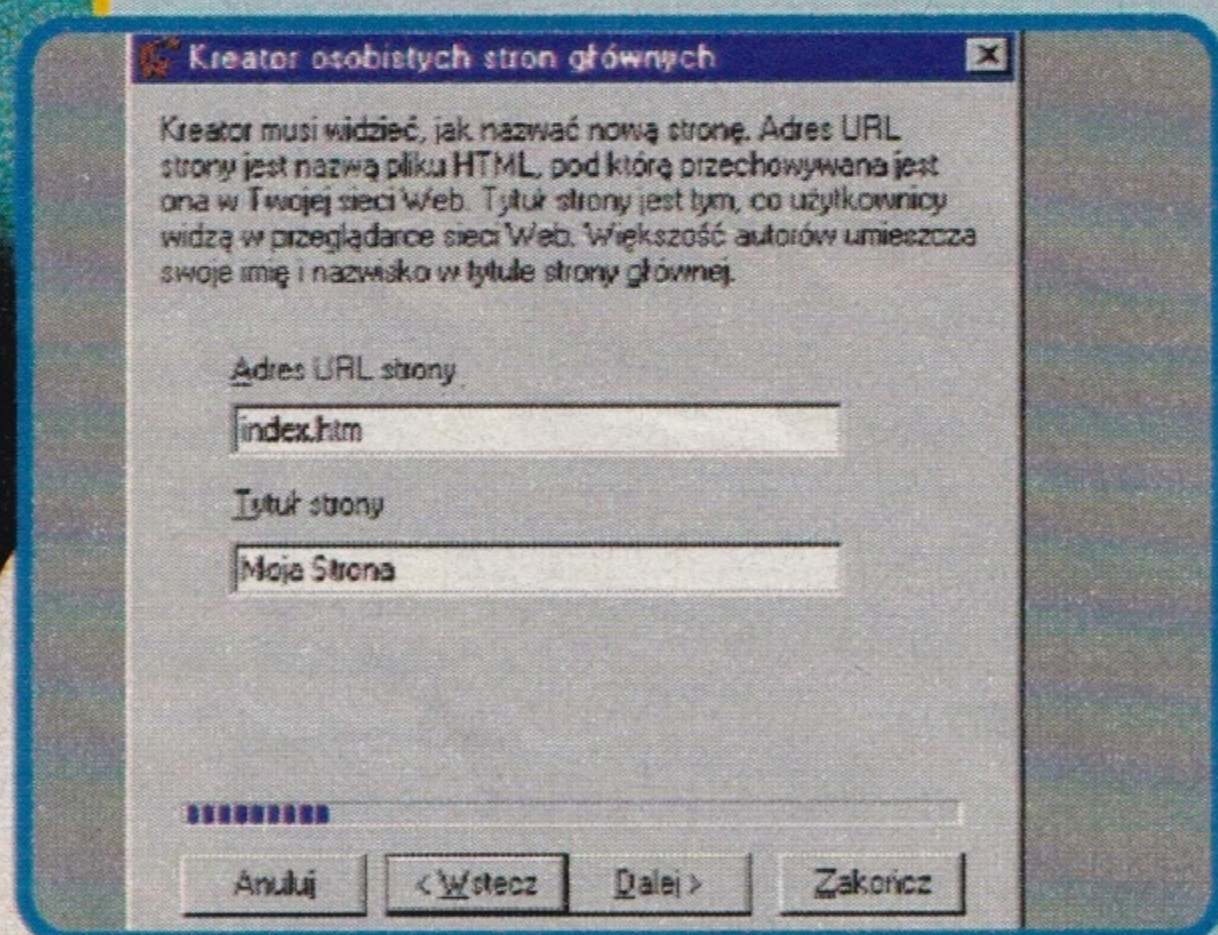 Kreator osobistych stron głównych
Kreator musi widzieć, jak nazwać nową stronę. Adres URL
strony jest nazwą pliku HTML, pod którą przechowywana jest
ona w Twojej sieci Web. Tytuł strony jest tym, co użytkownicy
widzą w przeglądarce sieci Web. Większość autorów umieszcza
swoje imię i nazwisko w tytule strony głównej.
Adres URL strony
index.htm
Tytuł strony
Moja Strona
Anuluj < Wstecz Dalej > Zakończ